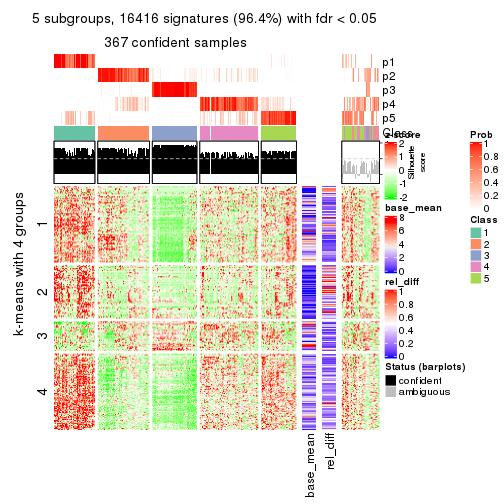 5 subgroups, 16416 signatures (96.4%) with fdr < 0.05
367 confident samples
p1
p2
p3
p4
p5
Class
Silhouette
score
k-means with 4 groups
1
2
3
4
base_mean
rel_diff
z-score
2
1
0
-1
-2
base_mean
8
6
4
2
0
rel_diff
1
0.8
0.6
0.4
0.2
0
Status (barplots)
confident
ambiguous
Prob
1
0.8
0.6
0.4
0.2
0
Class
1
2
3
4
5